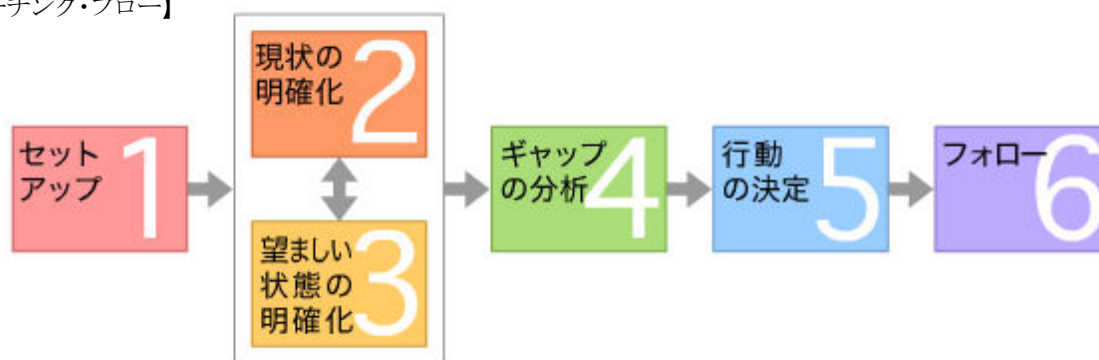 ーチング・フロー】
1
セット
アップ
2
現状の
明確化
3
望ましい
状態の
明確化
4
ギャップ
の分析
5
行動
の決定
6
フォロー